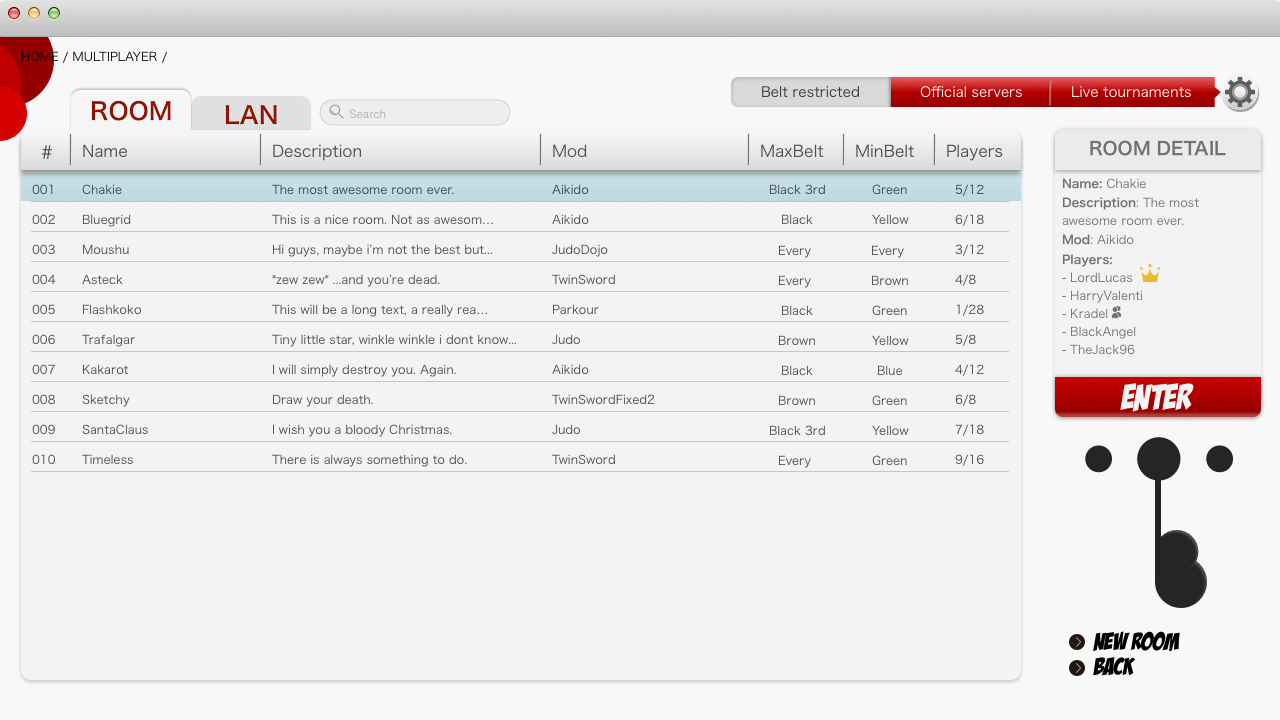 HOME / MULTIPLAYER /
Belt restricted Official servers Live tournaments
ROOM LAN Search
# Name Description Mod MaxBelt MinBelt Players
001 Chakie The most awesome room ever. Aikido Black 3rd Green 5/12
002 Bluegrid This is a nice room. Not as awesom... Aikido Black Yellow 6/18
003 Moushu Hi guys, maybe i'm not the best but... JudoDojo Every Every 3/12
004 Asteck *zew zew* ...and you're dead. TwinSword Every Brown 4/8
005 Flashkoko This will be a long text, a really rea... Parkour Black Green 1/28
006 Trafalgar Tiny little star, winkle winkle i dont know... Judo Brown Yellow 5/8
007 Kakarot I will simply destroy you. Again. Aikido Black Blue 4/12
008 Sketchy Draw your death. TwinSwordFixed2 Brown Green 6/8
009 SantaClaus I wish you a bloody Christmas. Judo Black 3rd Yellow 7/18
010 Timeless There is always something to do. TwinSword Every Green 9/16
ROOM DETAIL
Name: Chakie
Description: The most
awesome room ever.
Mod: Aikido
Players:
- LordLucas
- HarryValenti
- Kradel
- BlackAngel
- TheJack96
ENTER
NEW ROOM
BACK